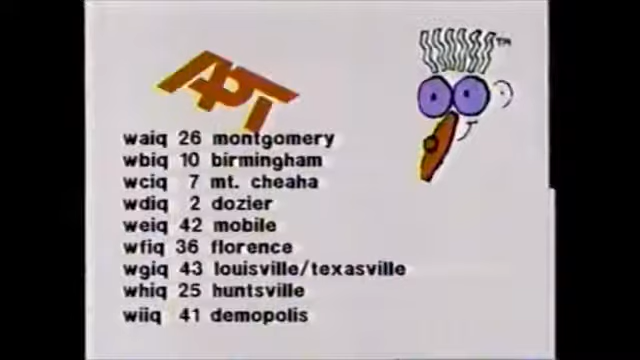 APT
TM
waiq 26 montgomery
wbiq 10 birmingham
wciq 7 mt. cheaha
wdiq 2 dozier
weiq 42 mobile
wfiq 36 florence
wgiq 43 louisville/texasville
whiq 25 huntsville
wiiq 41 demopolis